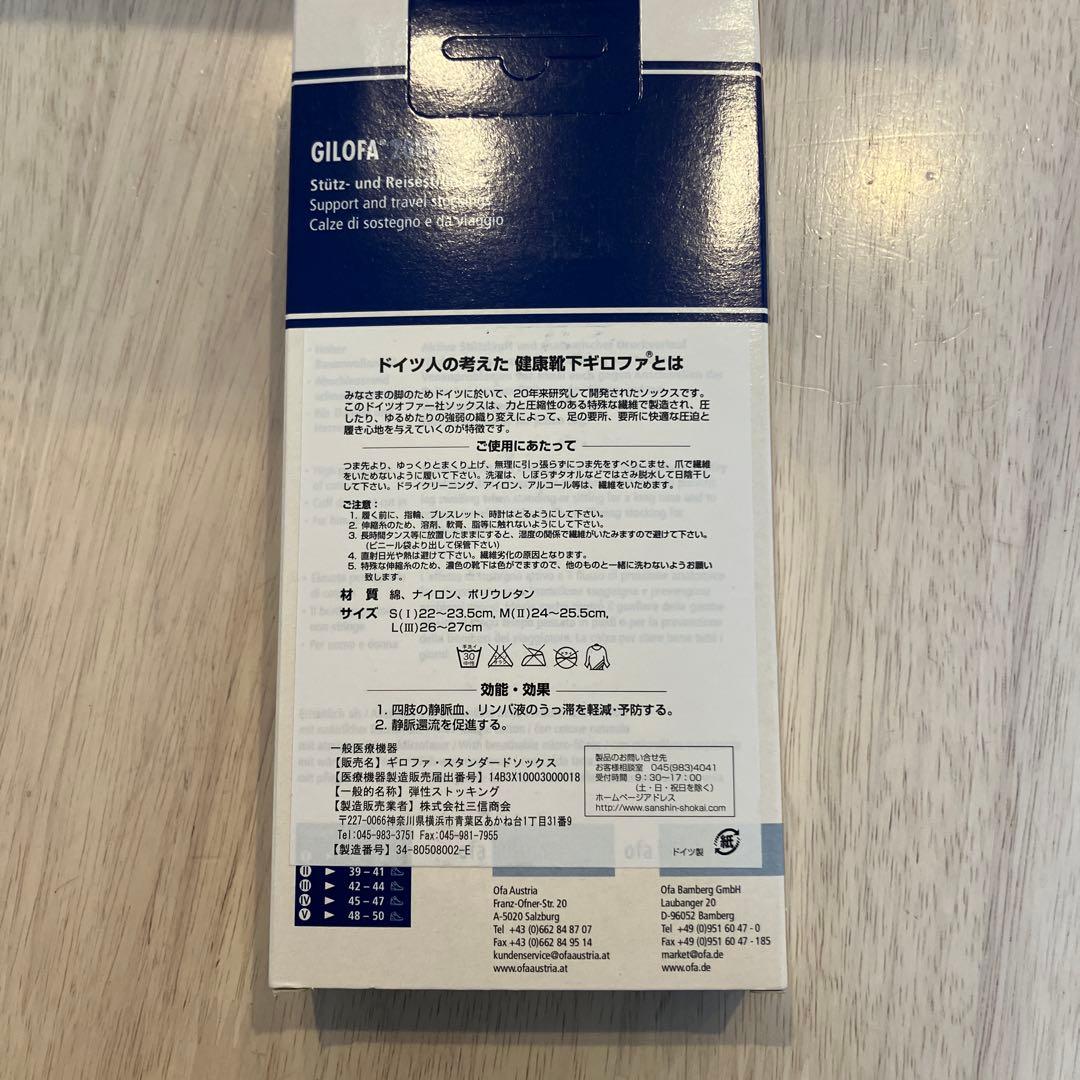 GILOFA®
Stütz- und
Support and travel
Calze di sostegno e da viaggio
ドイツ人の考えた 健康靴下ギロファ®とは
みなさまの脚のためドイツに於いて、20年来研究して開発されたソックスです。
このドイツオファー社ソックスは、力と圧縮性のある特殊な繊維で製造され、圧
したり、ゆるめたりの強弱の織り変えによって、足の要所、要所に快適な圧迫と
履き心地を与えていくのが特徴です。
ご使用にあたって
つま先より、ゆっくりとまくり上げ、無理に引っ張らずにつま先をすべりこませ、爪で繊維
をいためないように履いて下さい。洗濯は、しぼらずタオルなどではさみ脱水して日陰干し
して下さい。ドライクリーニング、アイロン、アルコール等は、繊維をいためます。
ご注意：
1. 履く前に、指輪、ブレスレット、時計はとるようにして下さい。
2. 伸縮糸のため、溶剤、軟膏、脂等に触れないようにして下さい。
3. 長時間タンス等に放置したままにすると、湿度の関係で繊維がいたみますので避けて下さい。
(ビニール袋より出して保管下さい)
4. 直射日光や熱は避けて下さい。繊維劣化の原因となります。
5. 特殊な伸縮糸のため、濃色の靴下は色がでますので、他のものと一緒に洗わないようお願い
致します。
材 質 綿、ナイロン、ポリウレタン
サイズ S(Ⅰ)22～23.5cm, M(Ⅱ)24～25.5cm,
L(Ⅲ)26～27cm
手洗イ 30 中性
効能・効果
1. 四肢の静脈血、リンパ液のうっ滞を軽減・予防する。
2. 静脈還流を促進する。
一般医療機器
【販売名】ギロファ・スタンダードソックス
【医療機器製造販売届出番号】14B3X10003000018
【一般的名称】弾性ストッキング
【製造販売業者】株式会社三信商会
〒227-0066神奈川県横浜市青葉区あかね台1丁目31番9
Tel:045-983-3751 Fax:045-981-7955
【製造番号】34-80508002-E
製品のお問い合せ先
お客様相談室 045(983)4041
受付時間 9：30～17：00
(土・日・祝日を除く)
ホームページアドレス
http://www.sanshin-shokai.com
ドイツ製 紙
II ► 39 – 41
III ► 42 – 44
IV ► 45 – 47
V ► 48 – 50
Ofa Austria
Franz-Ofner-Str. 20
A-5020 Salzburg
Tel +43 (0)662 84 87 07
Fax +43 (0)662 84 95 14
kundenservice@ofaaustria.at
www.ofaaustria.at
Ofa Bamberg GmbH
Laubanger 20
D-96052 Bamberg
Tel +49 (0)951 60 47 - 0
Fax +49 (0)951 60 47 - 185
market@ofa.de
www.ofa.de